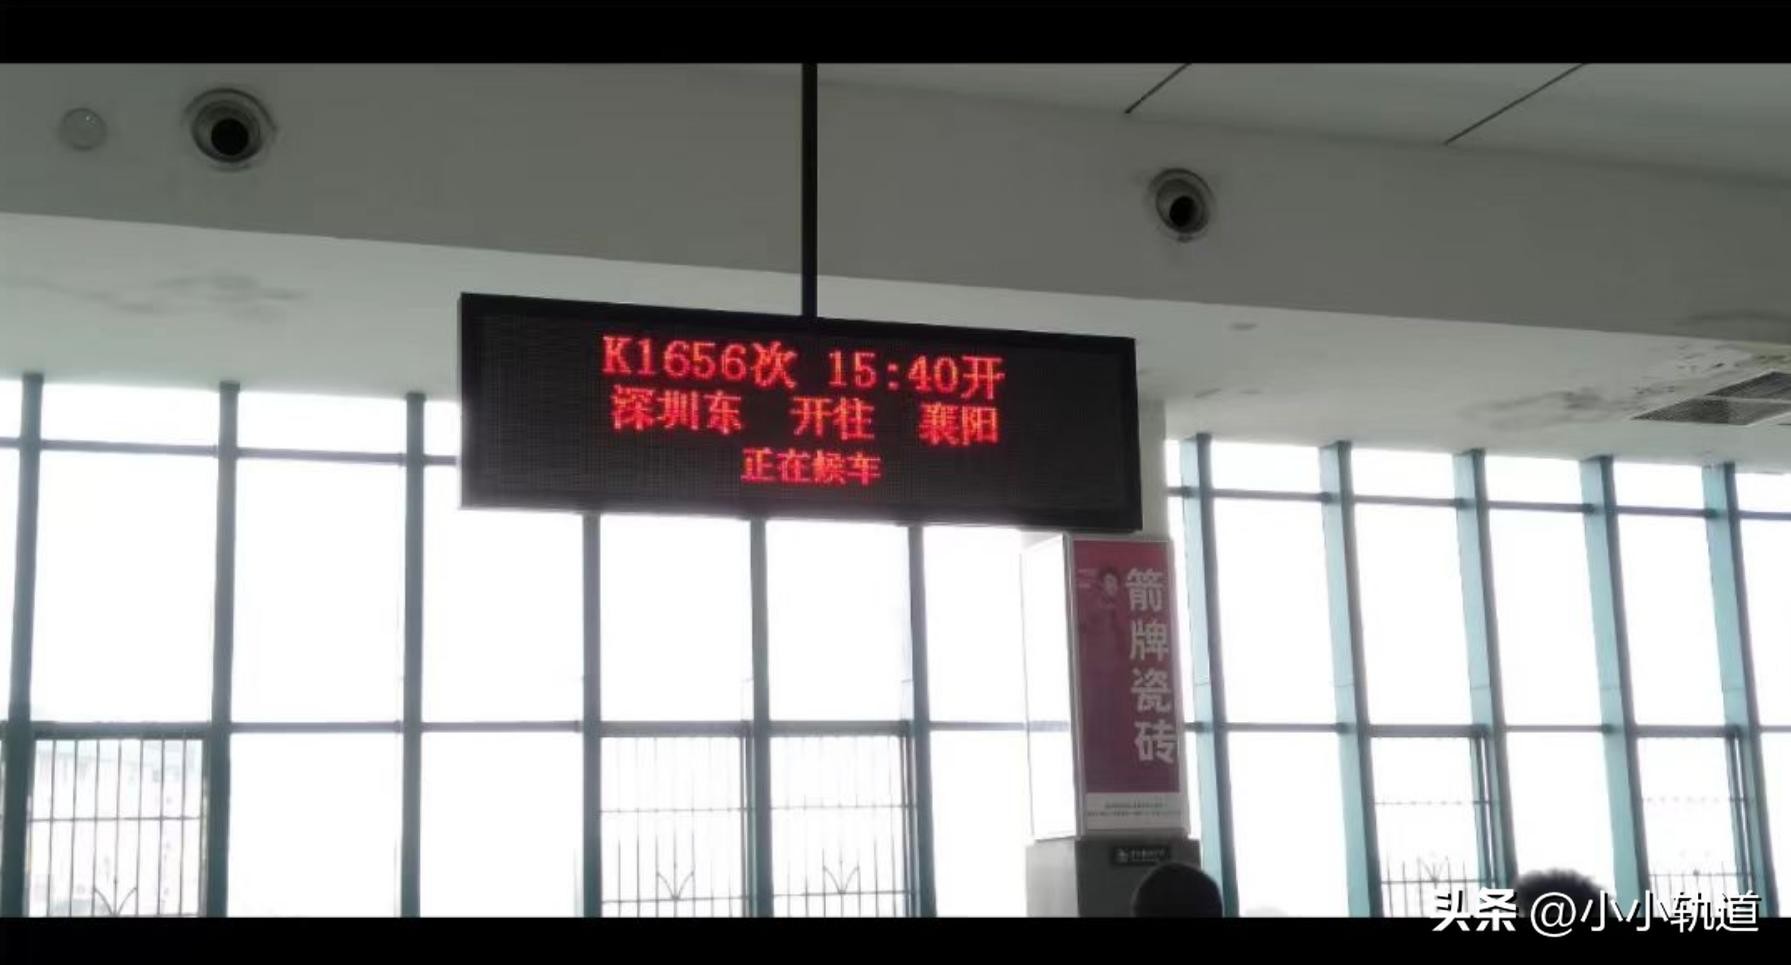 K1656次 15:40开
深圳东 开往 襄阳
正在候车
箭牌瓷砖
头条 @小小轨道